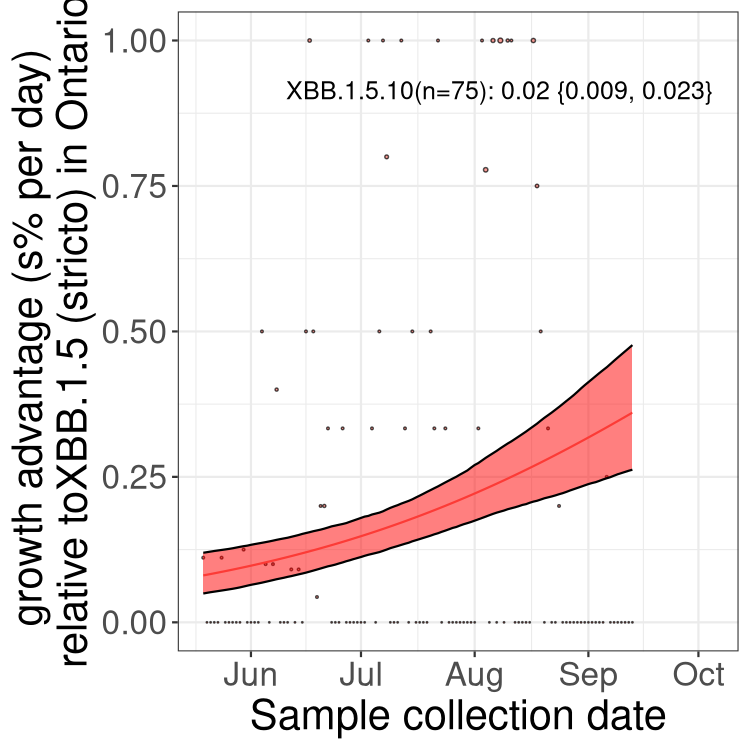 growth advantage (s% per day)
relative toXBB.1.5 (stricto) in Ontario
1.00
0.75
0.50
0.25
0.00
XBB.1.5.10(n=75): 0.02 {0.009, 0.023}
Jun Jul Aug Sep Oct
Sample collection date